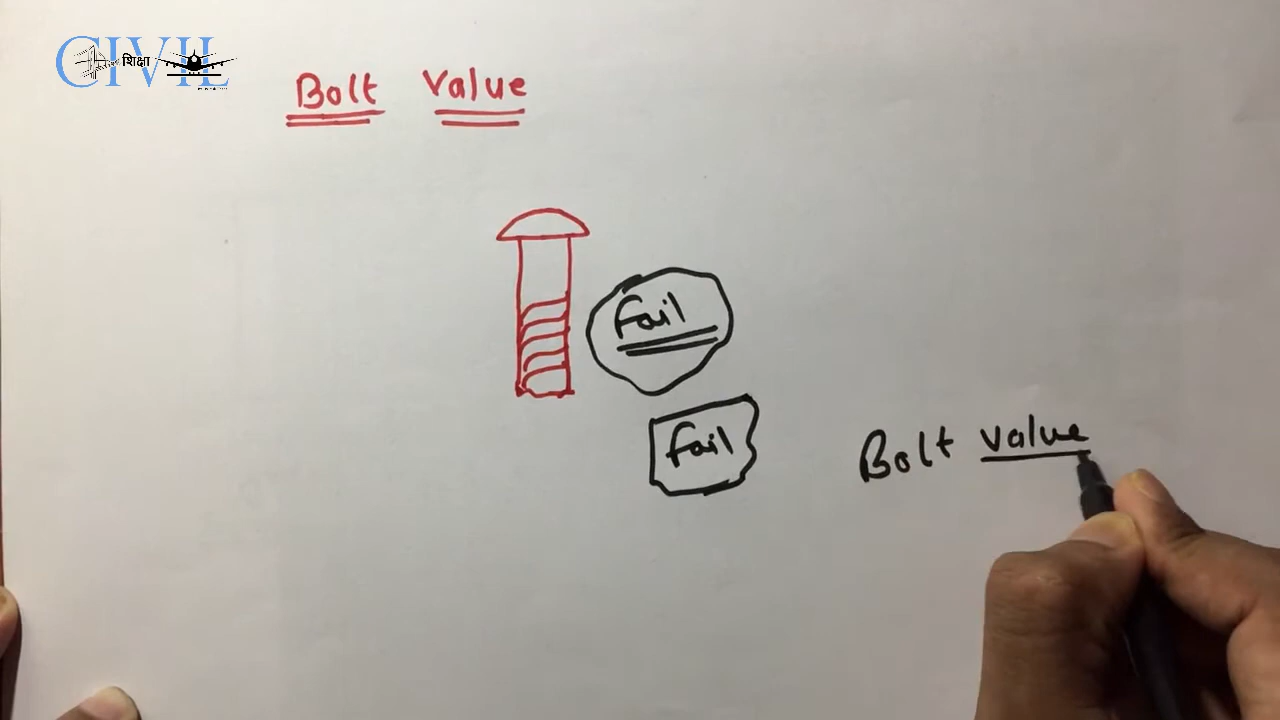 CIVIL
शिक्षा
Bolt Value
Fail
Fail
Bolt value